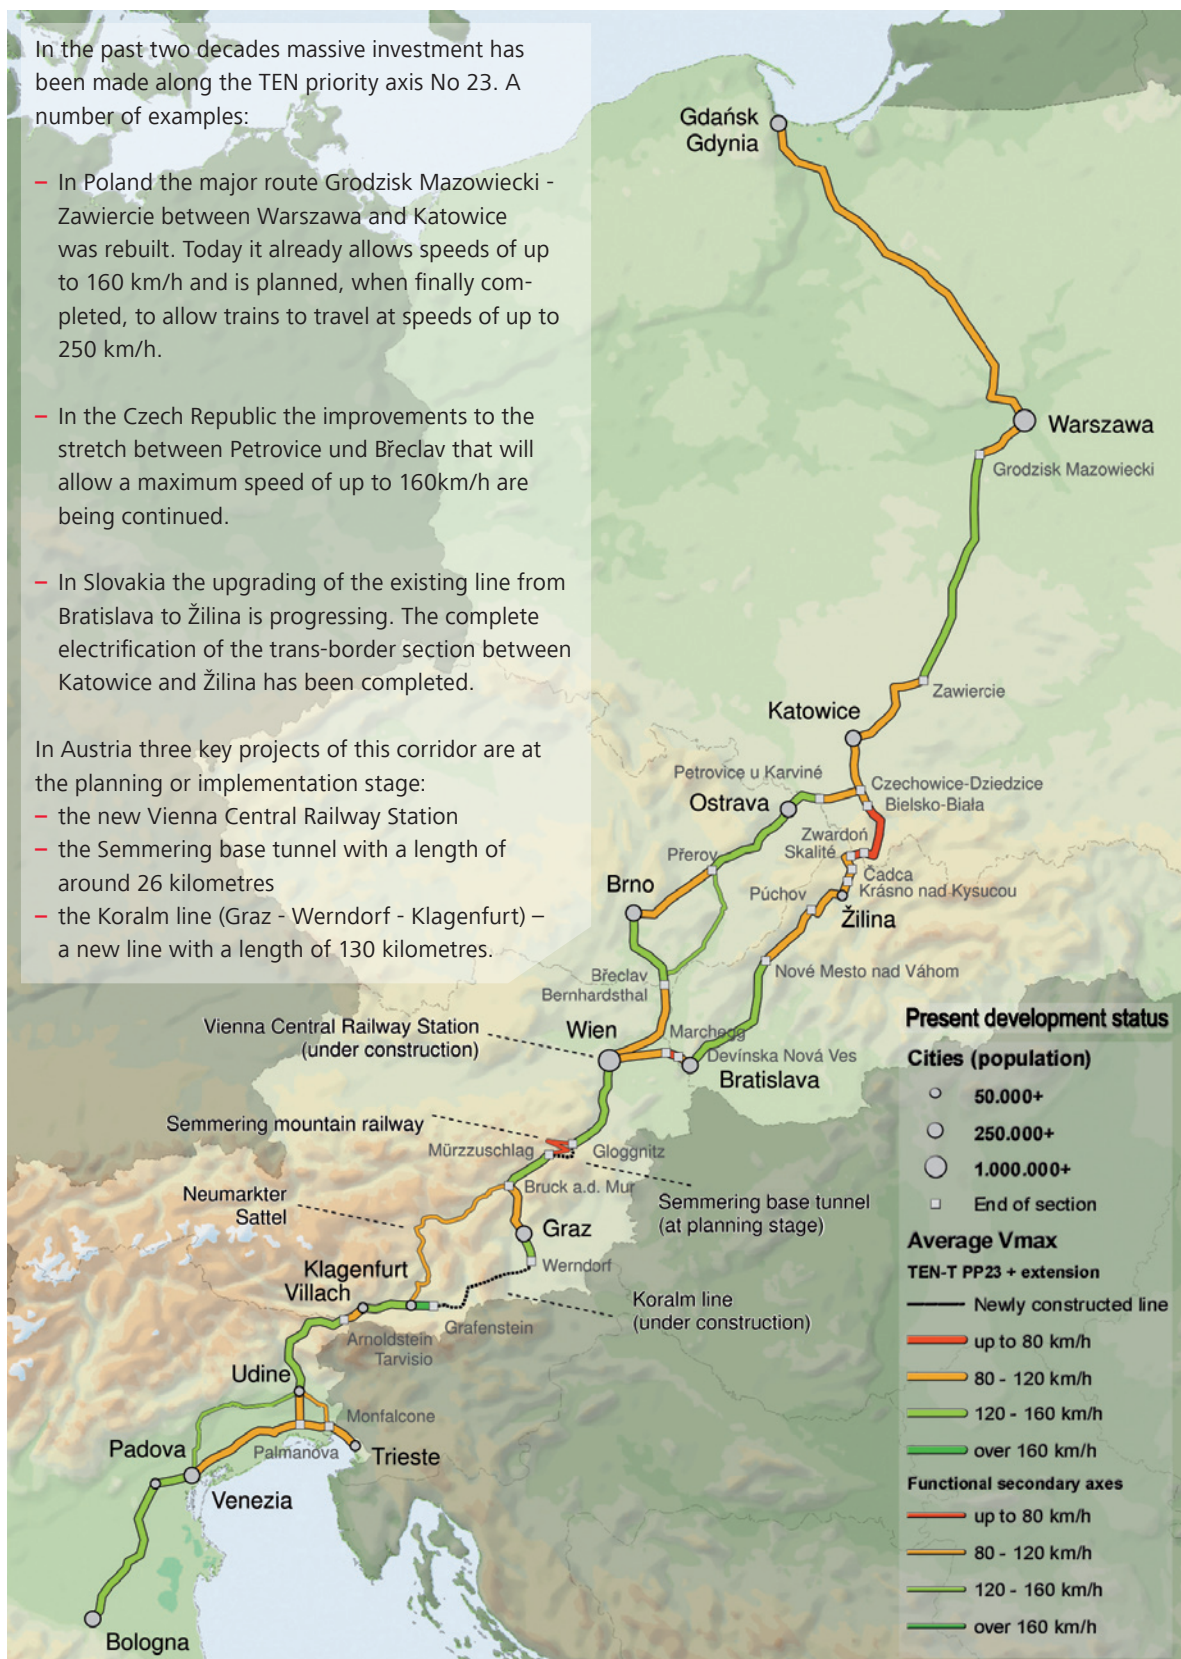 In the past two decades massive investment has
been made along the TEN priority axis No 23. A
number of examples:
– In Poland the major route Grodzisk Mazowiecki -
Zawiercie between Warszawa and Katowice
was rebuilt. Today it already allows speeds of up
to 160 km/h and is planned, when finally com-
pleted, to allow trains to travel at speeds of up to
250 km/h.
– In the Czech Republic the improvements to the
stretch between Petrovice und Břeclav that will
allow a maximum speed of up to 160km/h are
being continued.
– In Slovakia the upgrading of the existing line from
Bratislava to Žilina is progressing. The complete
electrification of the trans-border section between
Katowice and Žilina has been completed.
In Austria three key projects of this corridor are at
the planning or implementation stage:
– the new Vienna Central Railway Station
– the Semmering base tunnel with a length of
around 26 kilometres
– the Koralm line (Graz - Werndorf - Klagenfurt) –
a new line with a length of 130 kilometres.
Gdańsk
Gdynia
Warszawa
Grodzisk Mazowiecki
Zawiercie
Katowice
Petrovice u Karviné
Czechowice-Dziedzice
Ostrava
Bielsko-Biała
Zwardoń
Skalité
Přerov
Čadca
Krásno nad Kysucou
Brno
Púchov
Žilina
Nové Mesto nad Váhom
Břeclav
Bernhardsthal
Vienna Central Railway Station
(under construction)
Wien
Marchegg
Devínska Nová Ves
Bratislava
Semmering mountain railway
Mürzzuschlag
Gloggnitz
Bruck a.d. Mur
Semmering base tunnel
(at planning stage)
Neumarkter
Sattel
Graz
Werndorf
Klagenfurt
Villach
Koralm line
(under construction)
Grafenstein
Arnoldstein
Tarvisio
Udine
Monfalcone
Palmanova
Trieste
Padova
Venezia
Bologna
Present development status
Cities (population)
50.000+
250.000+
1.000.000+
End of section
Average Vmax
TEN-T PP23 + extension
Newly constructed line
up to 80 km/h
80 - 120 km/h
120 - 160 km/h
over 160 km/h
Functional secondary axes
up to 80 km/h
80 - 120 km/h
120 - 160 km/h
over 160 km/h